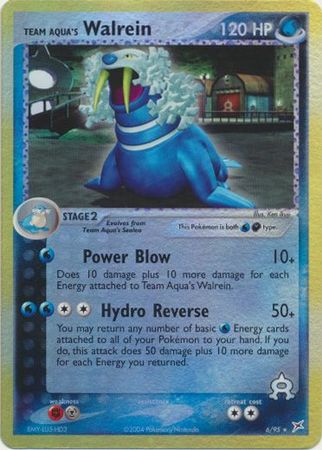 TEAM AQUA'S Walrein 120 HP
Illus. Ken Ikuji
STAGE 2
Evolves from
Team Aqua's Sealeo
This Pokémon is both type.
Power Blow 10+
Does 10 damage plus 10 more damage for each
Energy attached to Team Aqua's Walrein.
Hydro Reverse 50+
You may return any number of basic Energy cards
attached to all of your Pokémon to your hand. If you
do, this attack does 50 damage plus 10 more damage
for each Energy you returned.
weakness resistance retreat cost
©2004 Pokémon/Nintendo 6/95 ★